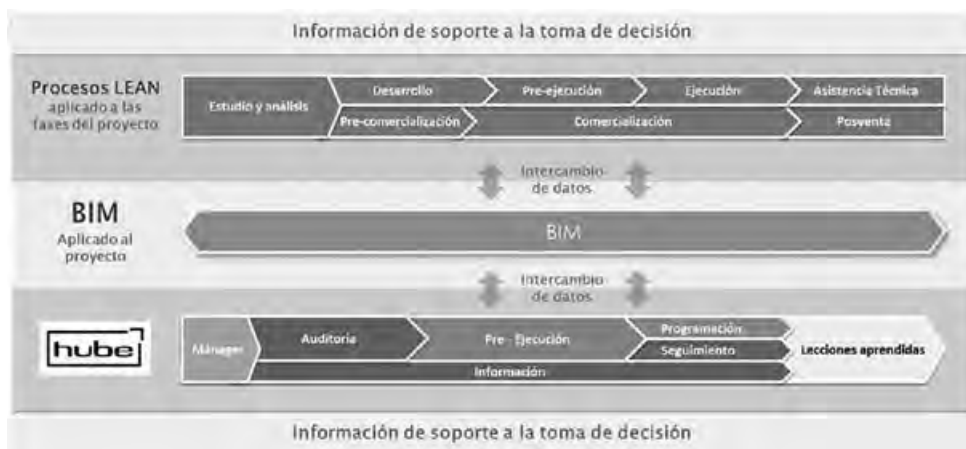 Información de soporte a la toma de decisión
Procesos LEAN
aplicado a las
faxes del proyecto
Estudio y análisis
Desarrollo
Pre-ejecución
Ejecución
Asistencia Técnica
Pre-comercialización
Comercialización
Posventa
Intercambio
de datos
BIM
Aplicado al
proyecto
BIM
Intercambio
de datos
hube
Mánager
Auditoria
Pre - Ejecución
Programación
Seguimiento
Información
Lecciones aprendidas
Información de soporte a la toma de decisión